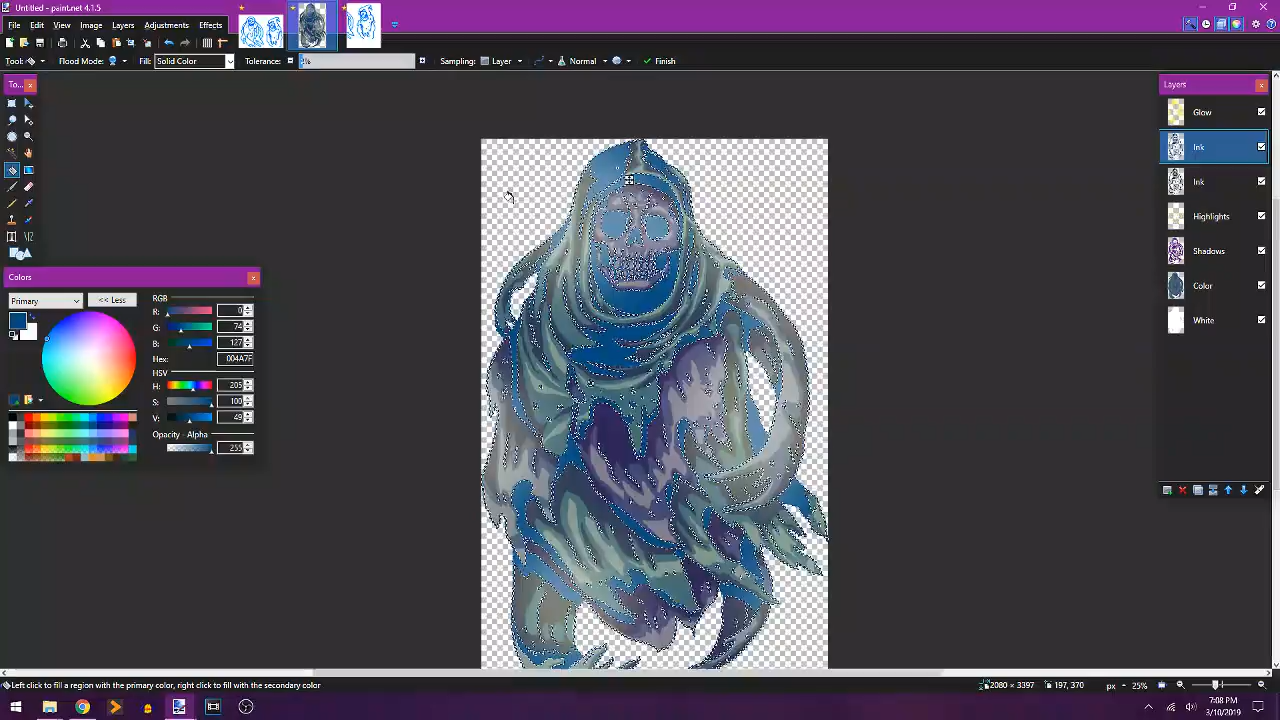 Untitled - paint.net 4.1.5
File Edit View Image Layers Adjustments Effects
Tool: Flood Mode: Fill: Solid Color Tolerance: Sampling: Layer Normal Finish
To...
Layers
Glow
Ink
Ink
Highlights
Shadows
Color
White
Colors
Primary << Less
RGB
R: 0
G: 74
B: 127
Hex: 004A7F
HSV
H: 205
S: 100
V: 49
Opacity - Alpha
255
Left click to fill a region with the primary color, right click to fill with the secondary color
2080 x 3397 197, 370 px 25%
7:08 PM
3/10/2019